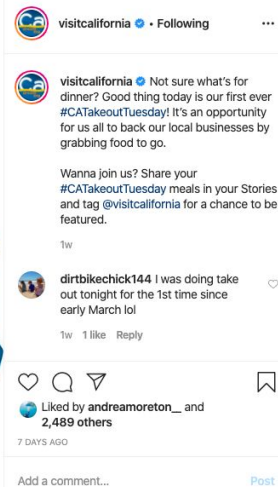 Ca
visitcalifornia • Following
...
Ca
visitcalifornia Not sure what's for
dinner? Good thing today is our first ever
#CATakeoutTuesday! It's an opportunity
for us all to back our local businesses by
grabbing food to go.
Wanna join us? Share your
#CATakeoutTuesday meals in your Stories
and tag @visitcalifornia for a chance to be
featured.
1w
dirtbikechick144 I was doing take
out tonight for the 1st time since
early March lol
1w 1 like Reply
Liked by andreamoreton__ and
2,489 others
7 DAYS AGO
Add a comment... Post